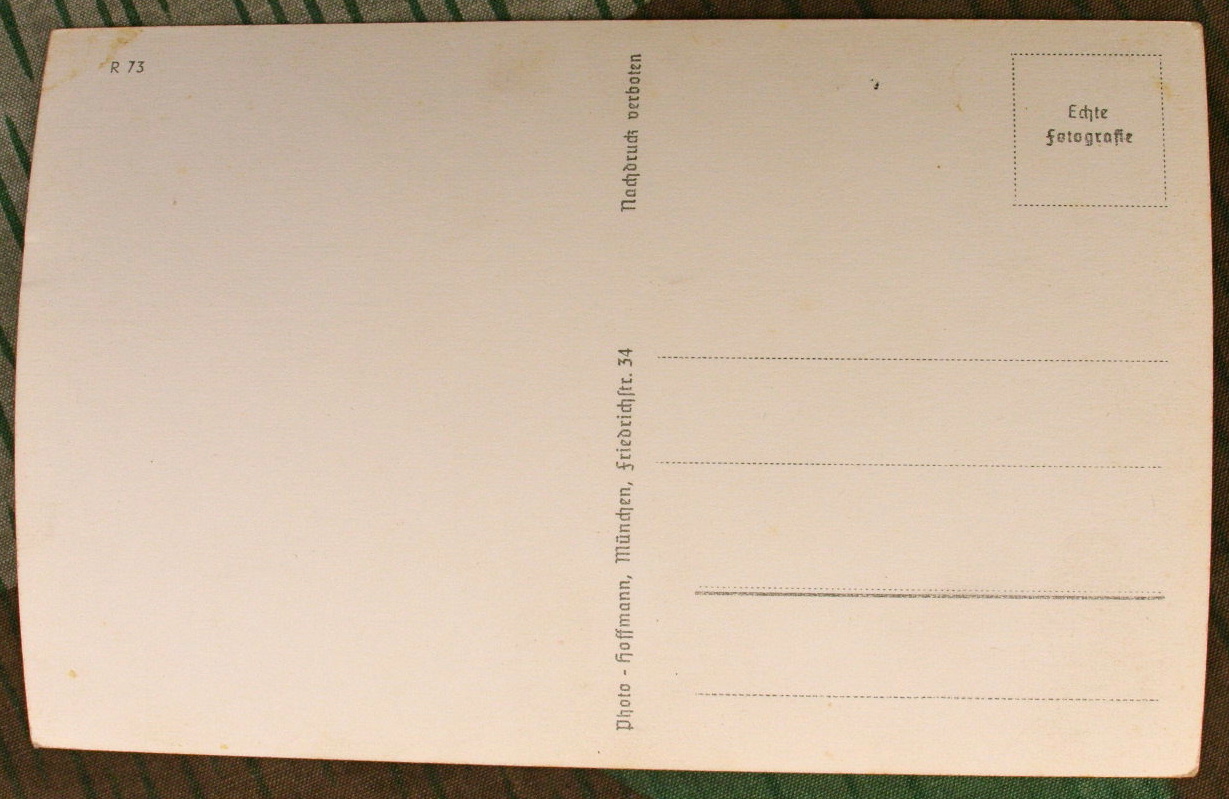 R 73
Nachdruck verboten
Photo - Hoffmann, München, Friedrichstr. 34
Echte
Fotografie